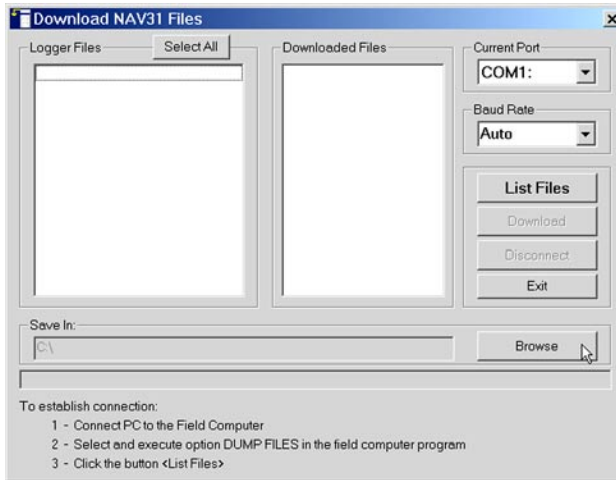 Download NAV31 Files
Logger Files
Select All
Downloaded Files
Current Port
COM1:
Baud Rate
Auto
List Files
Download
Disconnect
Exit
Save In:
C:\
Browse
To establish connection:
1 - Connect PC to the Field Computer
2 - Select and execute option DUMP FILES in the field computer program
3 - Click the button <List Files>